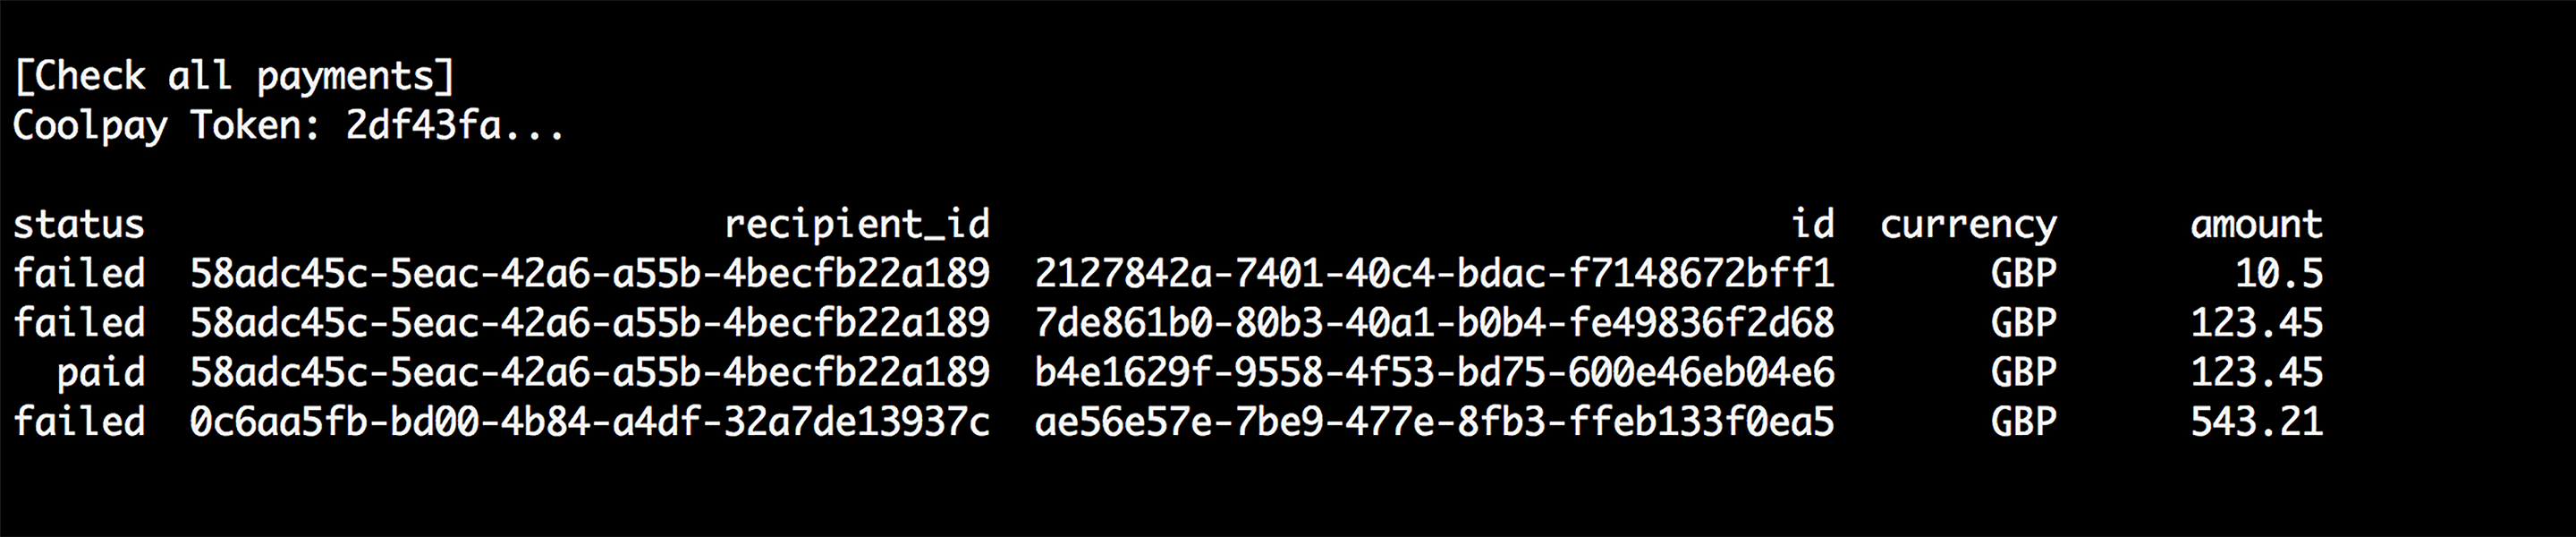 [Check all payments]
Coolpay Token: 2df43fa...
status recipient_id id currency amount
failed 58adc45c-5eac-42a6-a55b-4becfb22a189 2127842a-7401-40c4-bdac-f7148672bff1 GBP 10.5
failed 58adc45c-5eac-42a6-a55b-4becfb22a189 7de861b0-80b3-40a1-b0b4-fe49836f2d68 GBP 123.45
paid 58adc45c-5eac-42a6-a55b-4becfb22a189 b4e1629f-9558-4f53-bd75-600e46eb04e6 GBP 123.45
failed 0c6aa5fb-bd00-4b84-a4df-32a7de13937c ae56e57e-7be9-477e-8fb3-ffeb133f0ea5 GBP 543.21